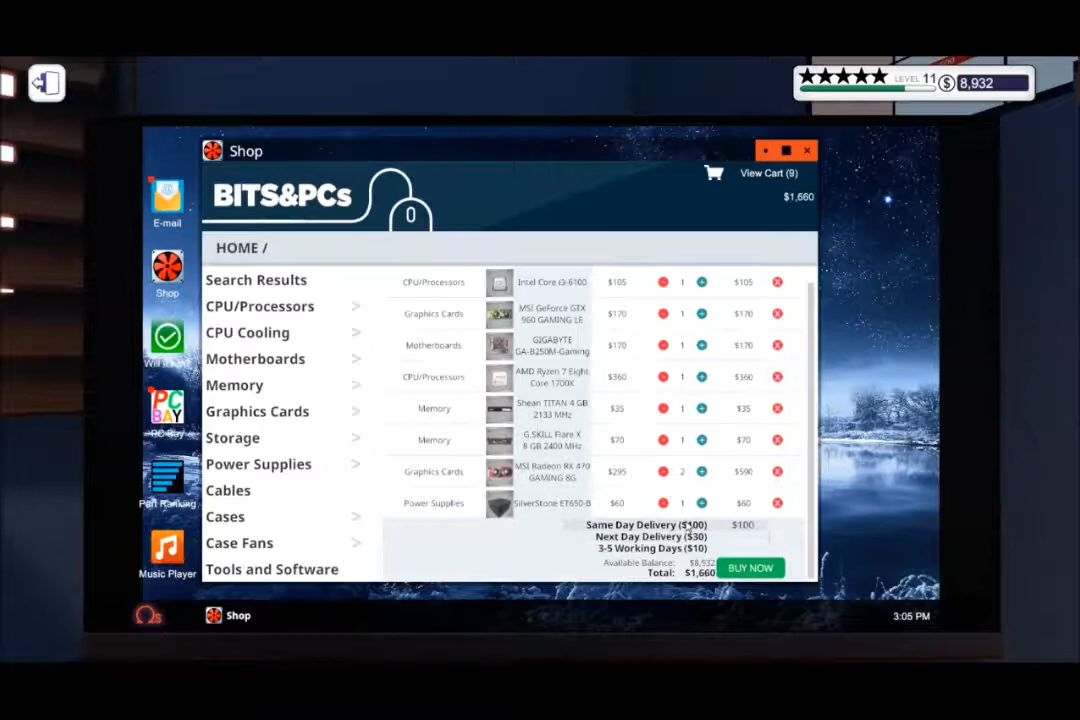 LEVEL 11 $ 8,932
Shop
BITS&PCs
View Cart (9)
$1,660
HOME /
E-mail
Shop
PC
BAY
Part Ranking
Music Player
Search Results
CPU/Processors >
CPU Cooling >
Motherboards >
Memory >
Graphics Cards >
Storage >
Power Supplies >
Cables
Cases >
Case Fans >
Tools and Software
CPU/Processors Intel Core i3-6100 $105 1 $105
Graphics Cards MSI GeForce GTX
960 GAMING LE $170 1 $170
Motherboards GIGABYTE
GA-B250M-Gaming $170 1 $170
CPU/Processors AMD Ryzen 7 Eight
Core 1700X $360 1 $360
Memory Shean TITAN 4 GB
2133 MHz $35 1 $35
Memory G.SKILL Flare X
8 GB 2400 MHz $70 1 $70
Graphics Cards MSI Radeon RX 470
GAMING 8G $295 2 $590
Power Supplies SilverStone ET650-B $60 1 $60
Same Day Delivery ($100) $100
Next Day Delivery ($30)
3-5 Working Days ($10)
Available Balance: $8,932
Total: $1,660
BUY NOW
Shop
3:05 PM